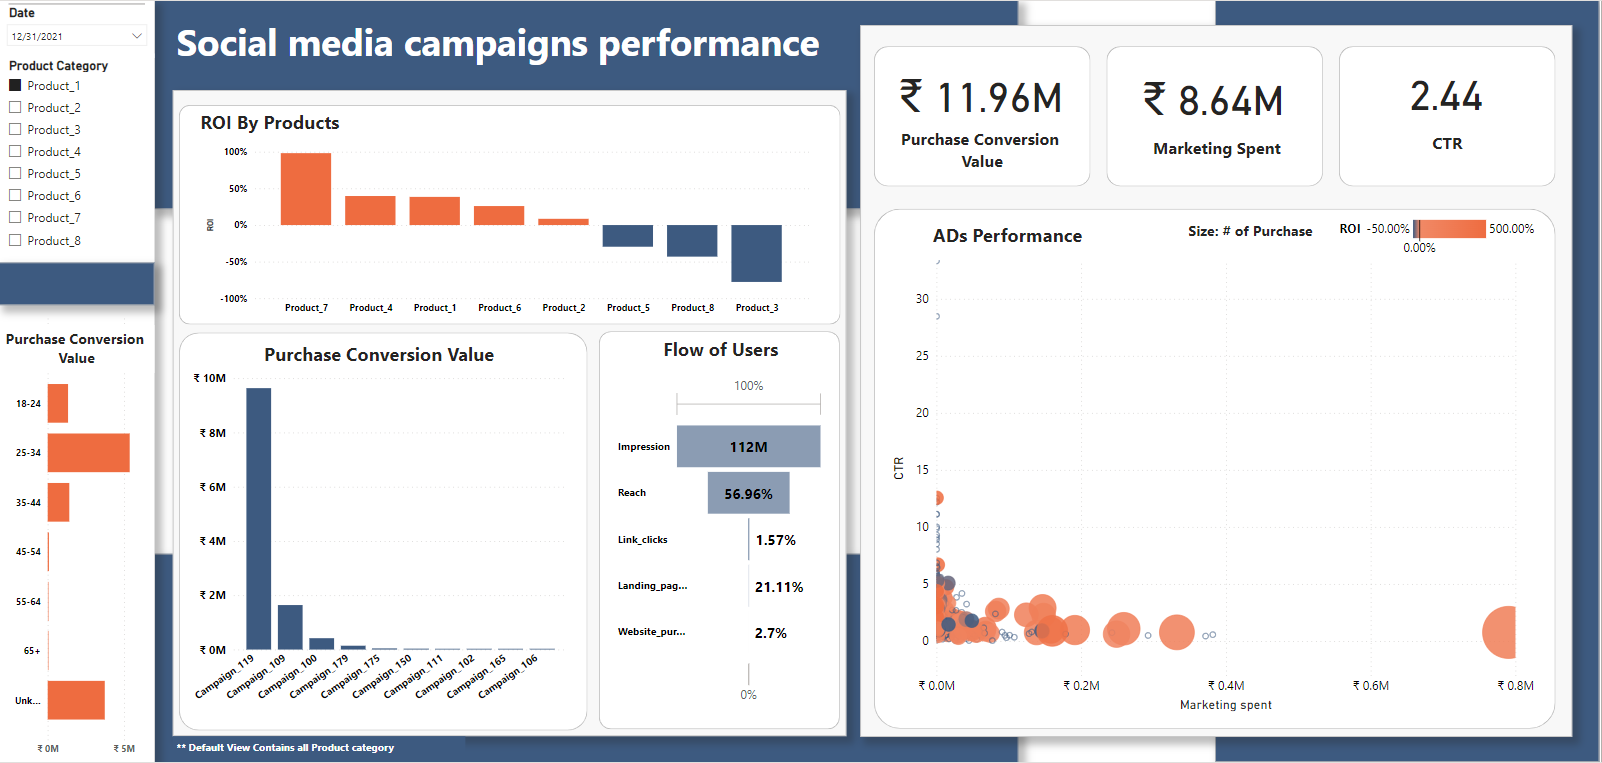 Date
12/31/2021
Product Category
Product_1
Product_2
Product_3
Product_4
Product_5
Product_6
Product_7
Product_8
Purchase Conversion
Value
18-24
25-34
35-44
45-54
55-64
65+
Unk...
₹ 0M
₹ 5M
Social media campaigns performance
ROI By Products
ROI
100%
50%
0%
-50%
-100%
Product_7
Product_4
Product_1
Product_6
Product_2
Product_5
Product_8
Product_3
Purchase Conversion Value
₹ 10M
₹ 8M
₹ 6M
₹ 4M
₹ 2M
₹ 0M
Campaign_119
Campaign_109
Campaign_100
Campaign_179
Campaign_175
Campaign_150
Campaign_111
Campaign_102
Campaign_165
Campaign_106
Flow of Users
100%
Impression
112M
Reach
56.96%
Link_clicks
1.57%
Landing_pag...
21.11%
Website_pur...
2.7%
0%
** Default View Contains all Product category
₹ 11.96M
Purchase Conversion
Value
₹ 8.64M
Marketing Spent
2.44
CTR
ADs Performance
Size: # of Purchase
ROI -50.00%
500.00%
0.00%
CTR
30
25
20
15
10
5
0
₹ 0.0M
₹ 0.2M
₹ 0.4M
₹ 0.6M
₹ 0.8M
Marketing spent